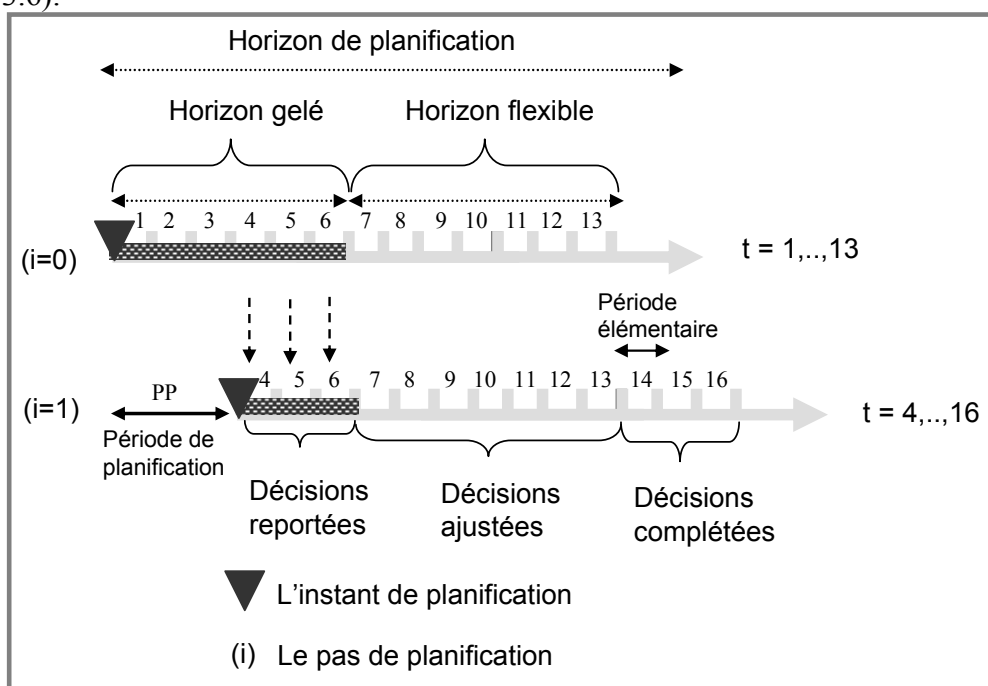 3.6).
Horizon de planification
Horizon gelé Horizon flexible
1 2 3 4 5 6 7 8 9 10 11 12 13
(i=0) t = 1,..,13
Période
élémentaire
4 5 6 7 8 9 10 11 12 13 14 15 16
(i=1) PP t = 4,..,16
Période de
planification
Décisions
reportées
Décisions
ajustées
Décisions
complétées
L'instant de planification
(i) Le pas de planification